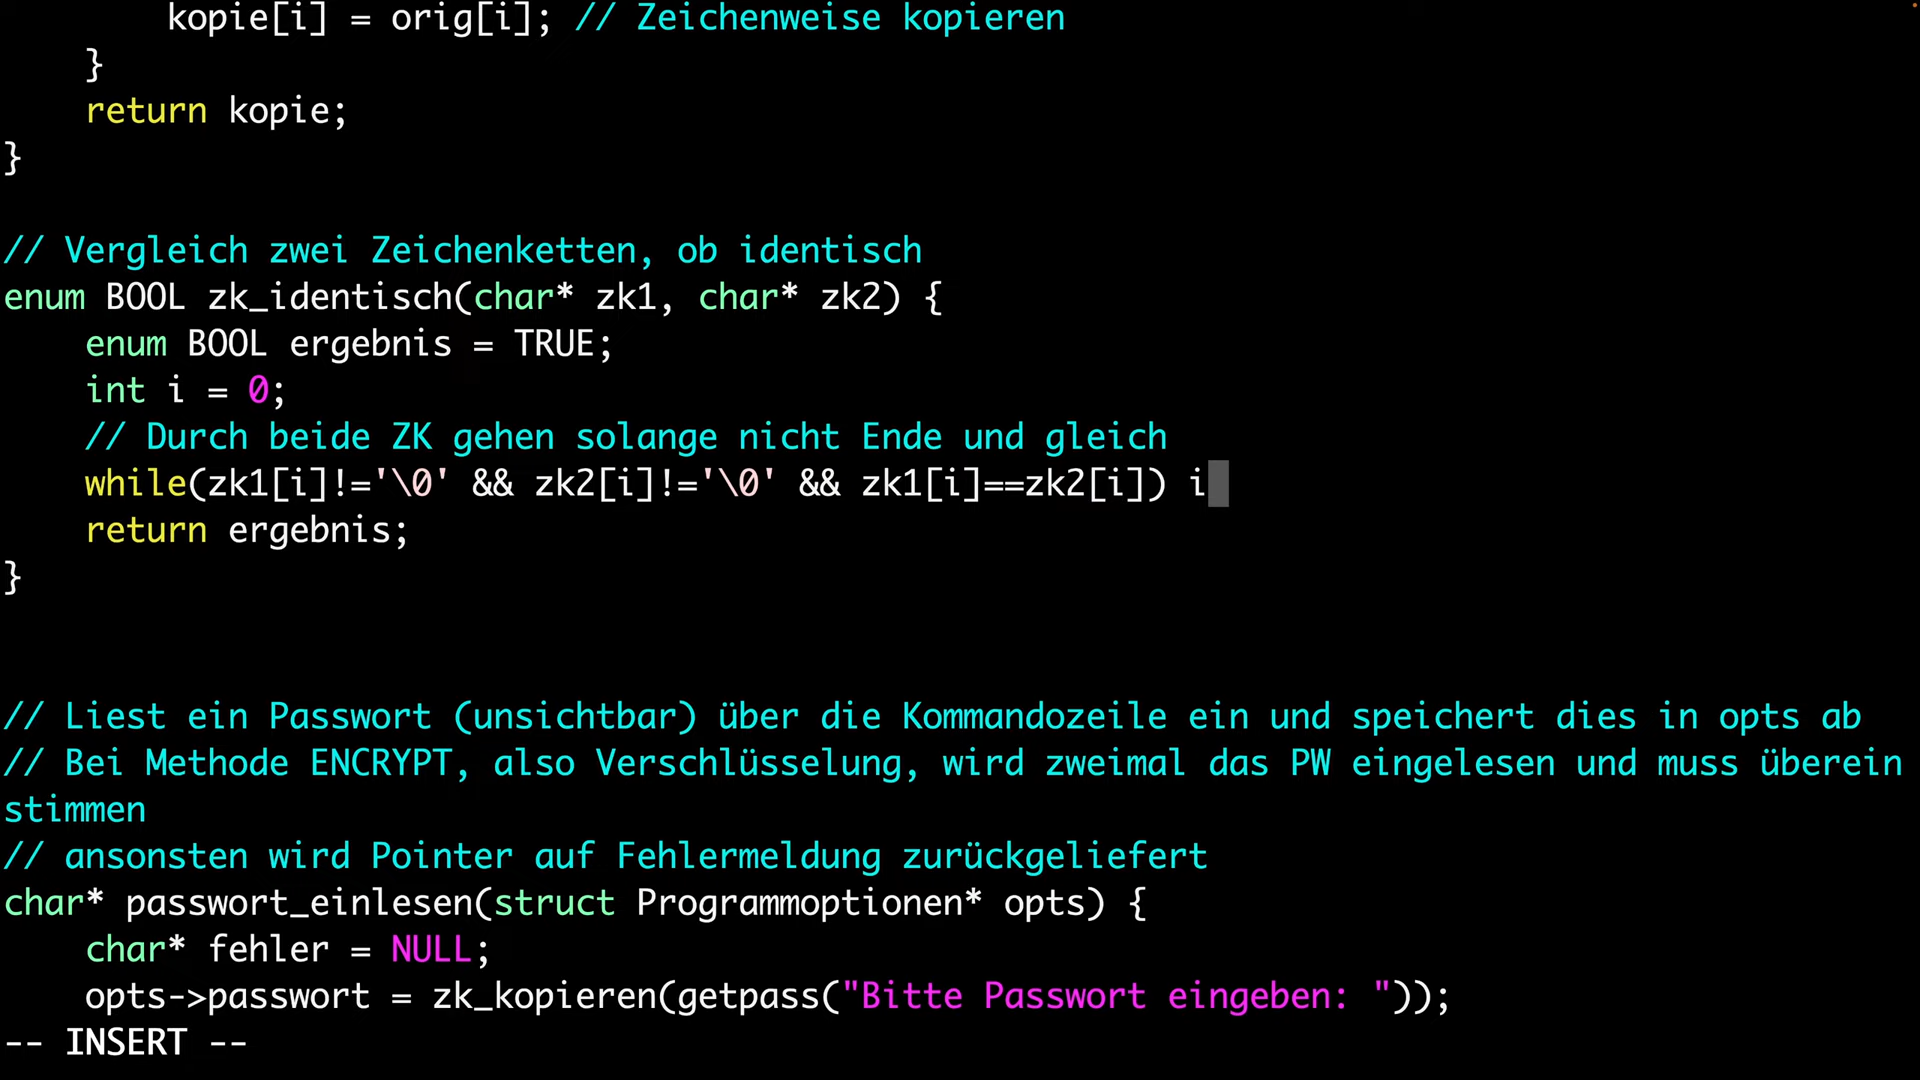 kopie[i] = orig[i]; // Zeichenweise kopieren
    }
    return kopie;
}

// Vergleich zwei Zeichenketten, ob identisch
enum BOOL zk_identisch(char* zk1, char* zk2) {
    enum BOOL ergebnis = TRUE;
    int i = 0;
    // Durch beide ZK gehen solange nicht Ende und gleich
    while(zk1[i]!='\0' && zk2[i]!='\0' && zk1[i]==zk2[i]) i
    return ergebnis;
}

// Liest ein Passwort (unsichtbar) über die Kommandozeile ein und speichert dies in opts ab
// Bei Methode ENCRYPT, also Verschlüsselung, wird zweimal das PW eingelesen und muss überein
stimmen
// ansonsten wird Pointer auf Fehlermeldung zurückgeliefert
char* passwort_einlesen(struct Programmoptionen* opts) {
    char* fehler = NULL;
    opts->passwort = zk_kopieren(getpass("Bitte Passwort eingeben: "));
-- INSERT --